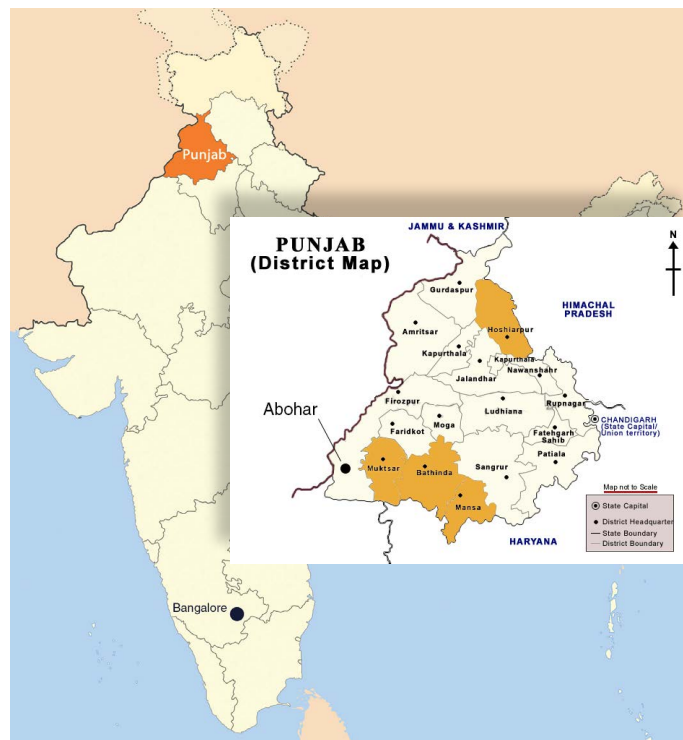 Punjab
JAMMU & KASHMIR
PUNJAB
(District Map)
N
Gurdaspur
HIMACHAL
PRADESH
Amritsar
Hoshiarpur
Kapurthala
Kapurthala
Jalandhar
Nawanshahr
Firozpur
Ludhiana
Rupnagar
Abohar
Faridkot
Moga
Fatehgarh
Sahib
CHANDIGARH
(State Capital/
Union territory)
Patiala
Muktsar
Bathinda
Sangrur
Mansa
Map not to Scale
State Capital
District Headquarter
State Boundary
District Boundary
HARYANA
Bangalore